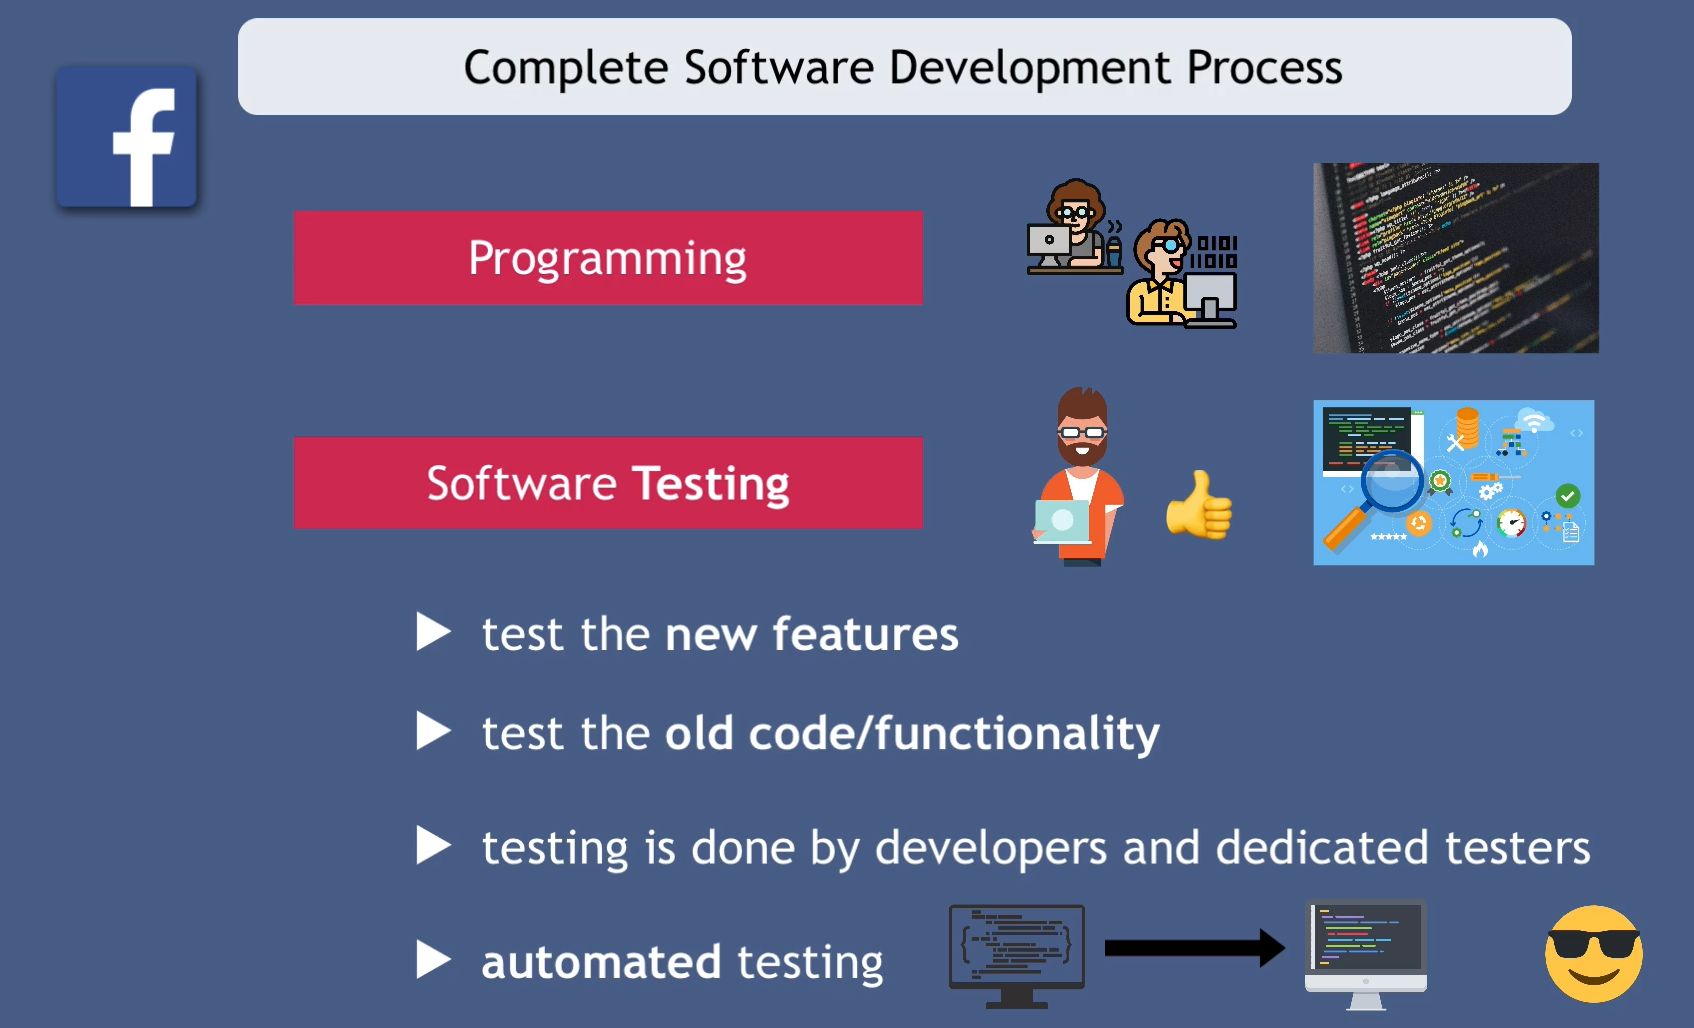 Complete Software Development Process
f
Programming
0101
11010
Software Testing
test the new features
test the old code/functionality
testing is done by developers and dedicated testers
automated testing